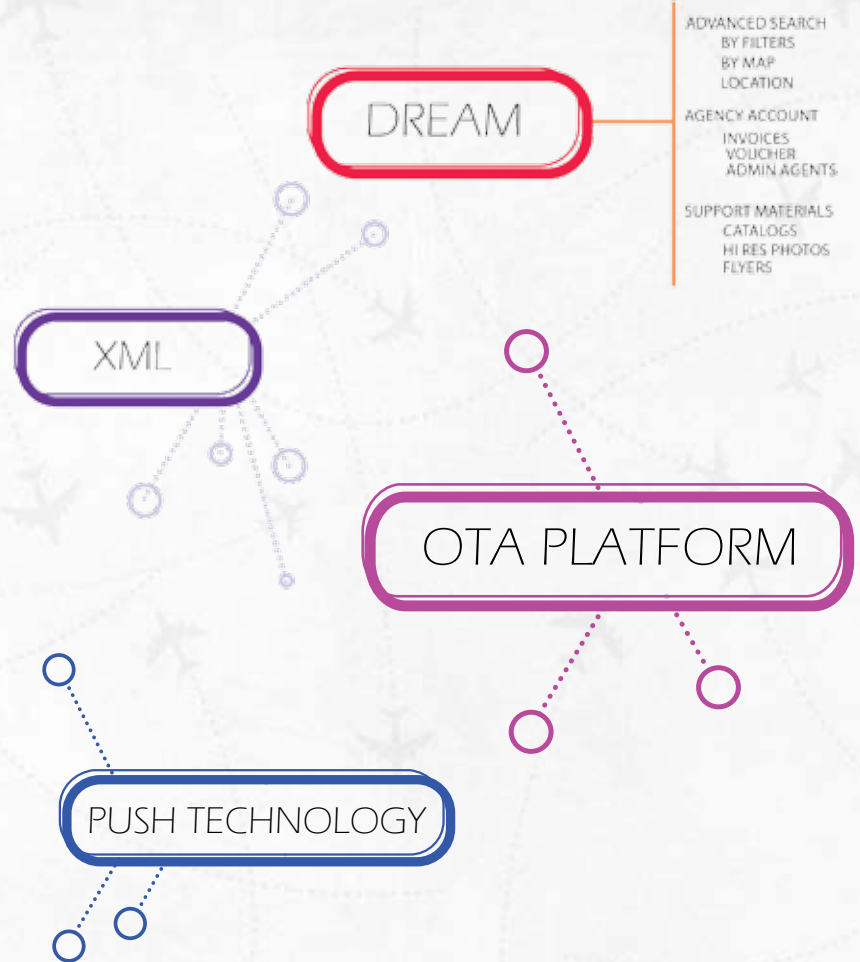 DREAM
ADVANCED SEARCH
BY FILTERS
BY MAP
LOCATION
AGENCY ACCOUNT
INVOICES
VOUCHER
ADMIN AGENTS
SUPPORT MATERIALS
CATALOGS
HI RES PHOTOS
FLYERS
XML
OTA PLATFORM
PUSH TECHNOLOGY